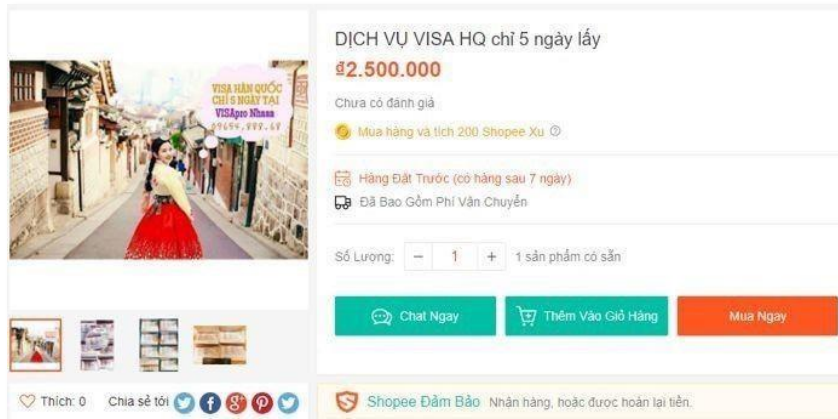 DỊCH VỤ VISA HQ chỉ 5 ngày lấy
₫2.500.000
Chưa có đánh giá
Mua hàng và tích 200 Shopee Xu
Hàng Đặt Trước (có hàng sau 7 ngày)
Đã Bao Gồm Phí Vận Chuyển
Số Lượng: − 1 + 1 sản phẩm có sẵn
Chat Ngay
Thêm Vào Giỏ Hàng
Mua Ngay
VISA HÀN QUỐC
CHỈ 5 NGÀY TẠI
VISApro
Thích: 0
Chia sẻ tới
Shopee Đảm Bảo Nhận hàng, hoặc được hoàn lại tiền.